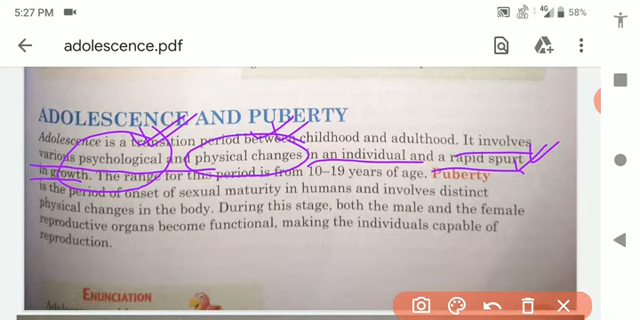 5:27 PM
4G 58%
adolescence.pdf
ADOLESCENCE AND PUBERTY
Adolescence is a transition period between childhood and adulthood. It involves
various psychological and physical changes in an individual and a rapid spurt
in growth. The range for this period is from 10–19 years of age. Puberty
is the period of onset of sexual maturity in humans and involves distinct
physical changes in the body. During this stage, both the male and the female
reproductive organs become functional, making the individuals capable of
reproduction.
ENUNCIATION